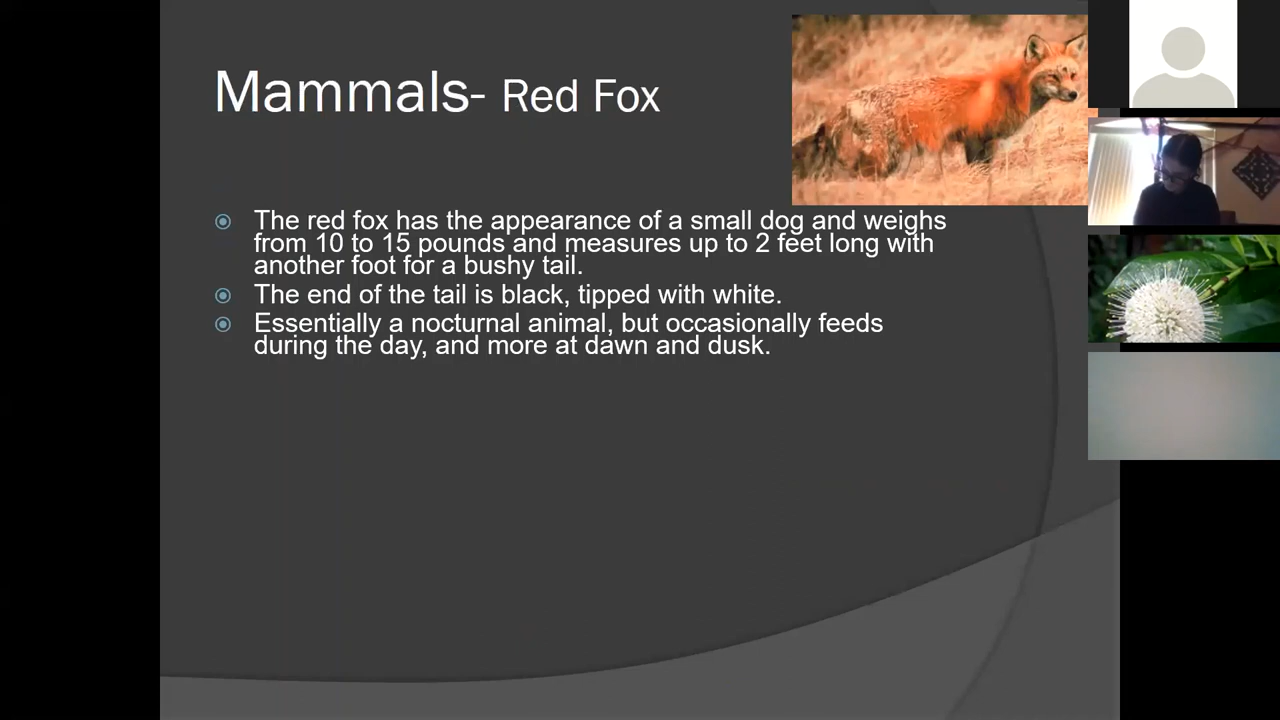 Mammals- Red Fox
The red fox has the appearance of a small dog and weighs
from 10 to 15 pounds and measures up to 2 feet long with
another foot for a bushy tail.
The end of the tail is black, tipped with white.
Essentially a nocturnal animal, but occasionally feeds
during the day, and more at dawn and dusk.